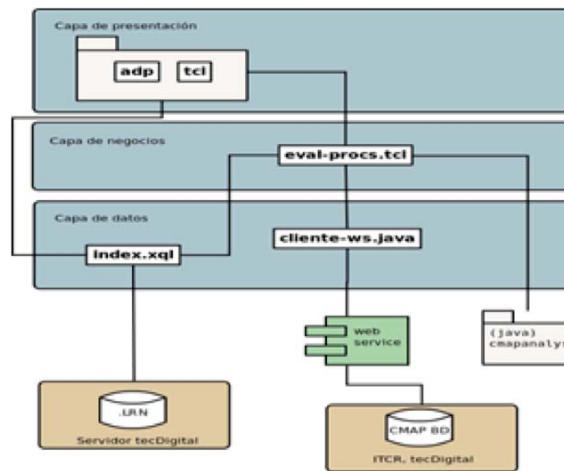 Capa de presentación
adp
tcl
Capa de negocios
eval-procs.tcl
Capa de datos
index.xql
cliente-ws.java
web
service
(java)
cmapanalys
.LRN
Servidor tecDigital
CMAP BD
ITCR, tecDigital